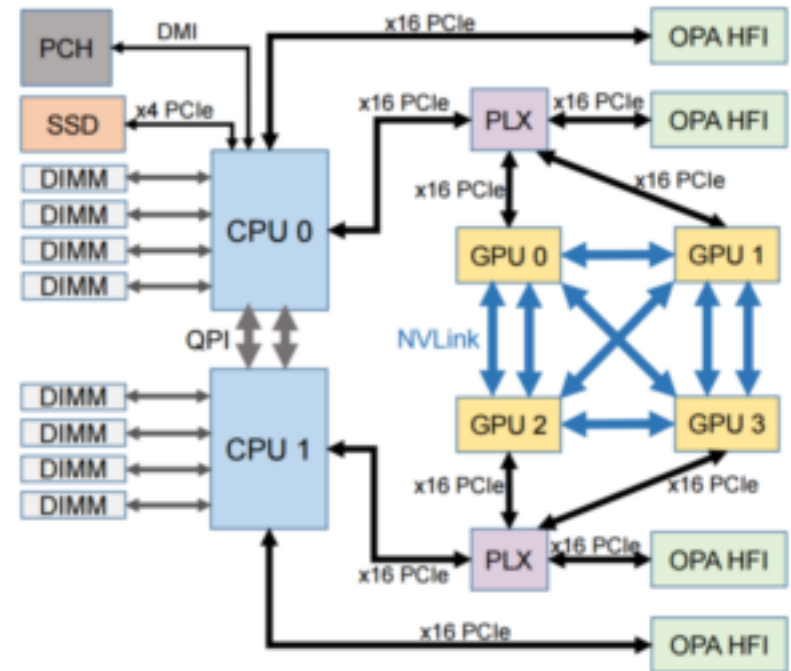 x16 PCIe
OPA HFI
PCH
DMI
SSD
x4 PCIe
x16 PCIe
PLX
x16 PCIe
OPA HFI
DIMM
DIMM
DIMM
DIMM
CPU 0
x16 PCIe
x16 PCIe
GPU 0
GPU 1
QPI
NVLink
DIMM
DIMM
DIMM
DIMM
CPU 1
GPU 2
GPU 3
x16 PCIe
x16 PCIe
x16 PCIe
PLX
x16 PCIe
OPA HFI
x16 PCIe
OPA HFI